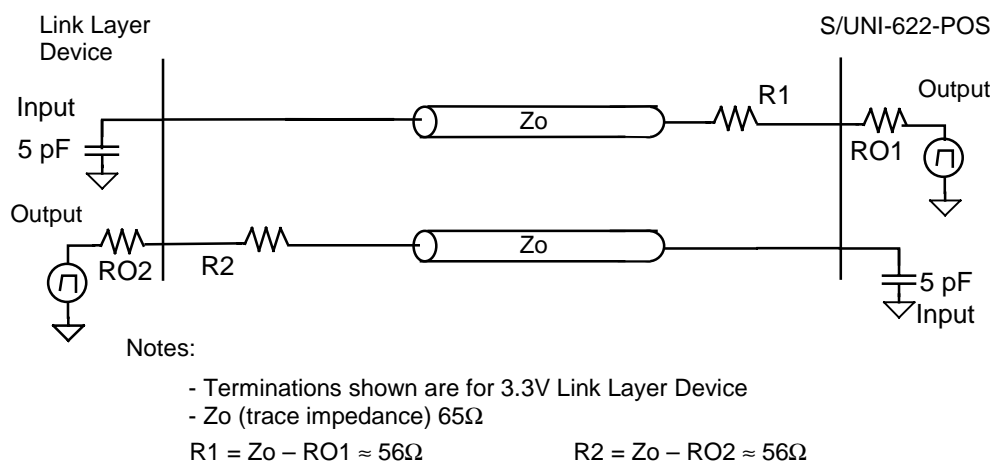 Link Layer
Device
S/UNI-622-POS
Input
5 pF
Zo
R1
Output
RO1
Output
RO2
R2
Zo
5 pF
Input
Notes:
- Terminations shown are for 3.3V Link Layer Device
- Zo (trace impedance) 65Ω
R1 = Zo – RO1 ≈ 56Ω R2 = Zo – RO2 ≈ 56Ω